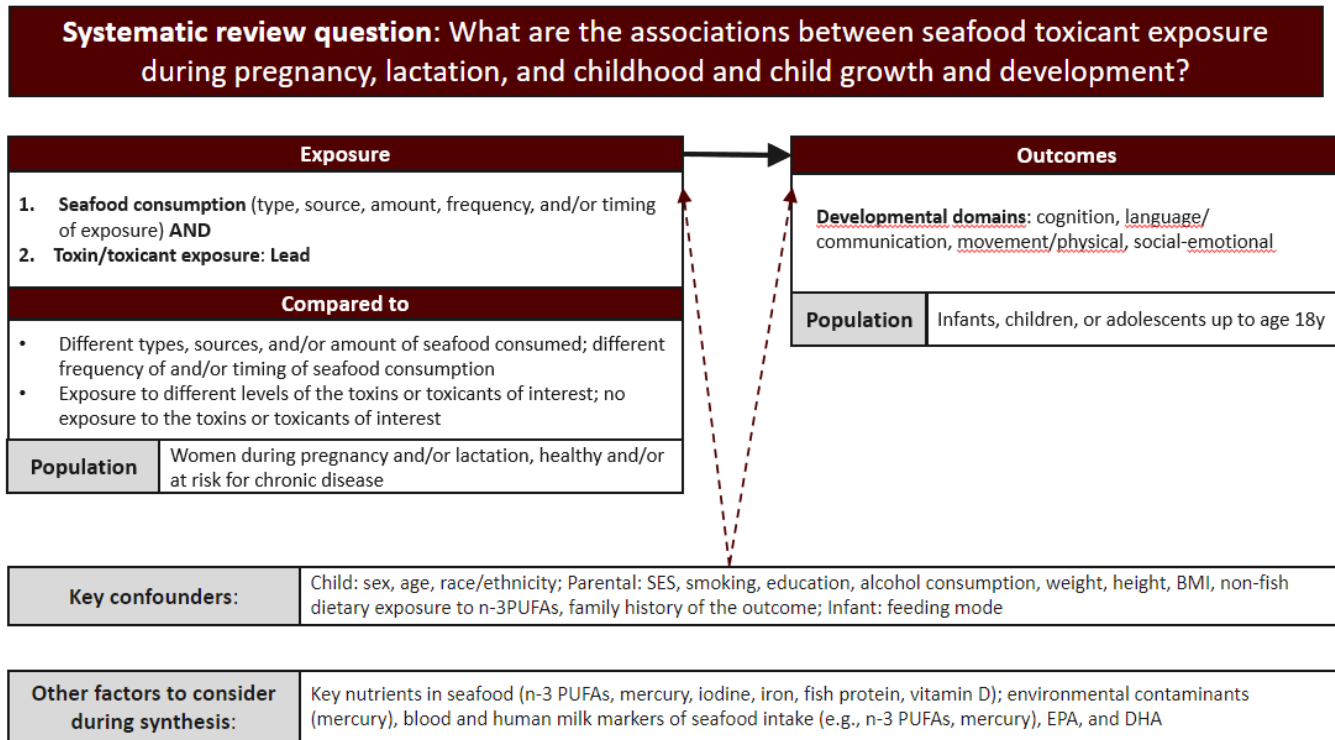 Systematic review question: What are the associations between seafood toxicant exposure
during pregnancy, lactation, and childhood and child growth and development?
Exposure
1. Seafood consumption (type, source, amount, frequency, and/or timing
of exposure) AND
2. Toxin/toxicant exposure: Lead
Compared to
• Different types, sources, and/or amount of seafood consumed; different
frequency of and/or timing of seafood consumption
• Exposure to different levels of the toxins or toxicants of interest; no
exposure to the toxins or toxicants of interest
Population
Women during pregnancy and/or lactation, healthy and/or
at risk for chronic disease
Outcomes
Developmental domains: cognition, language/
communication, movement/physical, social-emotional
Population
Infants, children, or adolescents up to age 18y
Key confounders:
Child: sex, age, race/ethnicity; Parental: SES, smoking, education, alcohol consumption, weight, height, BMI, non-fish
dietary exposure to n-3PUFAs, family history of the outcome; Infant: feeding mode
Other factors to consider
during synthesis:
Key nutrients in seafood (n-3 PUFAs, mercury, iodine, iron, fish protein, vitamin D); environmental contaminants
(mercury), blood and human milk markers of seafood intake (e.g., n-3 PUFAs, mercury), EPA, and DHA